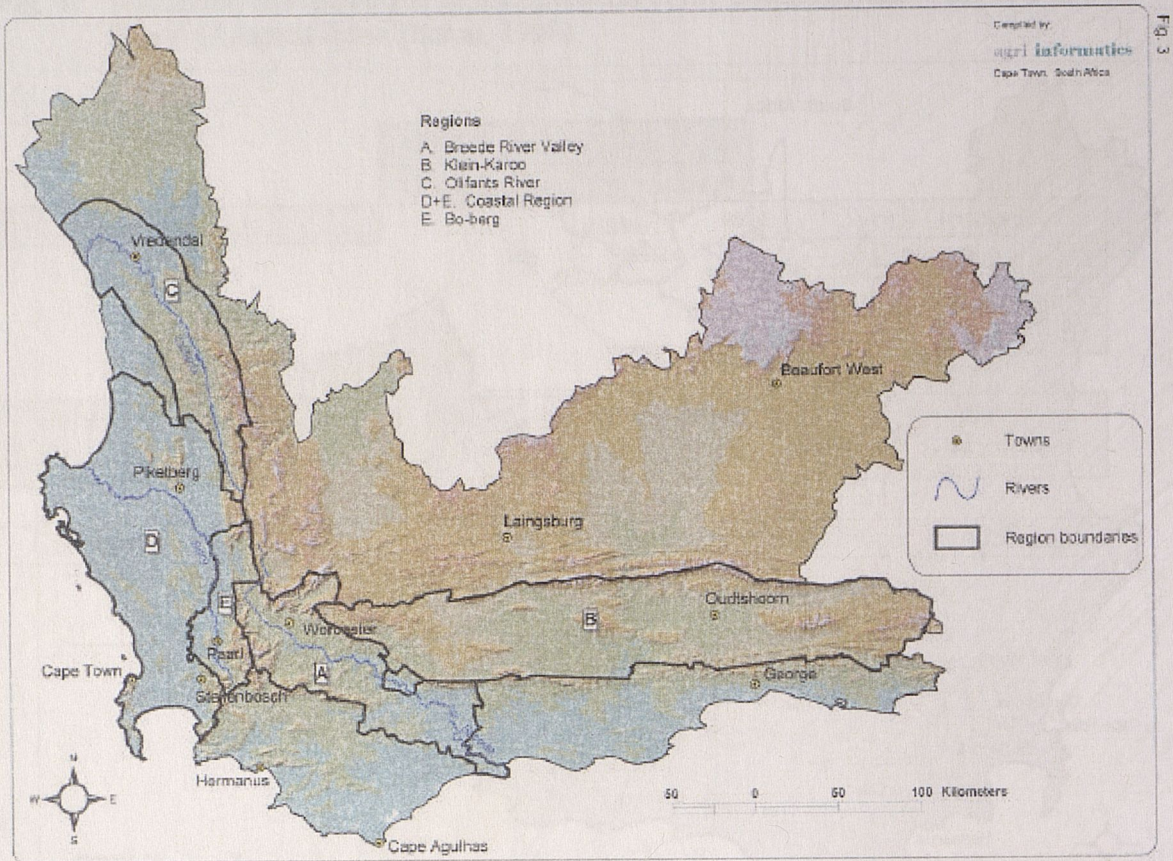 Fig. 3
Compiled by:
agri informatics
Cape Town, South Africa
Regions
A. Breede River Valley
B. Klein-Karoo
C. Olifants River
D+E. Coastal Region
E. Bo-berg
Vredendal
C
Beaufort West
Towns
Rivers
Region boundaries
Piketberg
Laingsburg
D
E
Oudtshoorn
B
Worcester
Paarl
A
Cape Town
George
Stellenbosch
N
W E
S
Hermanus
50 0 50 100 Kilometers
Cape Agulhas